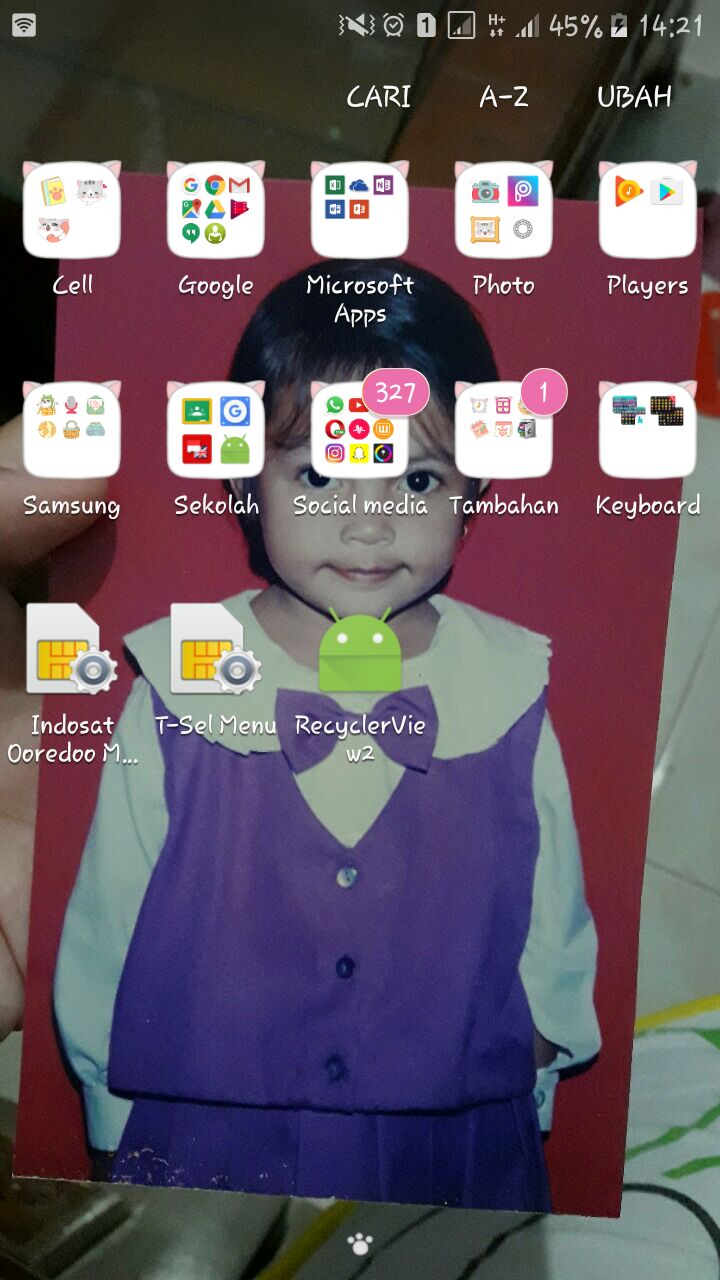 1 H+ 45% 14:21
CARI A-Z UBAH
Cell Google Microsoft Apps Photo Players
327 1
Samsung Sekolah Social media Tambahan Keyboard
Indosat Ooredoo M... T-Sel Menu RecyclerView2